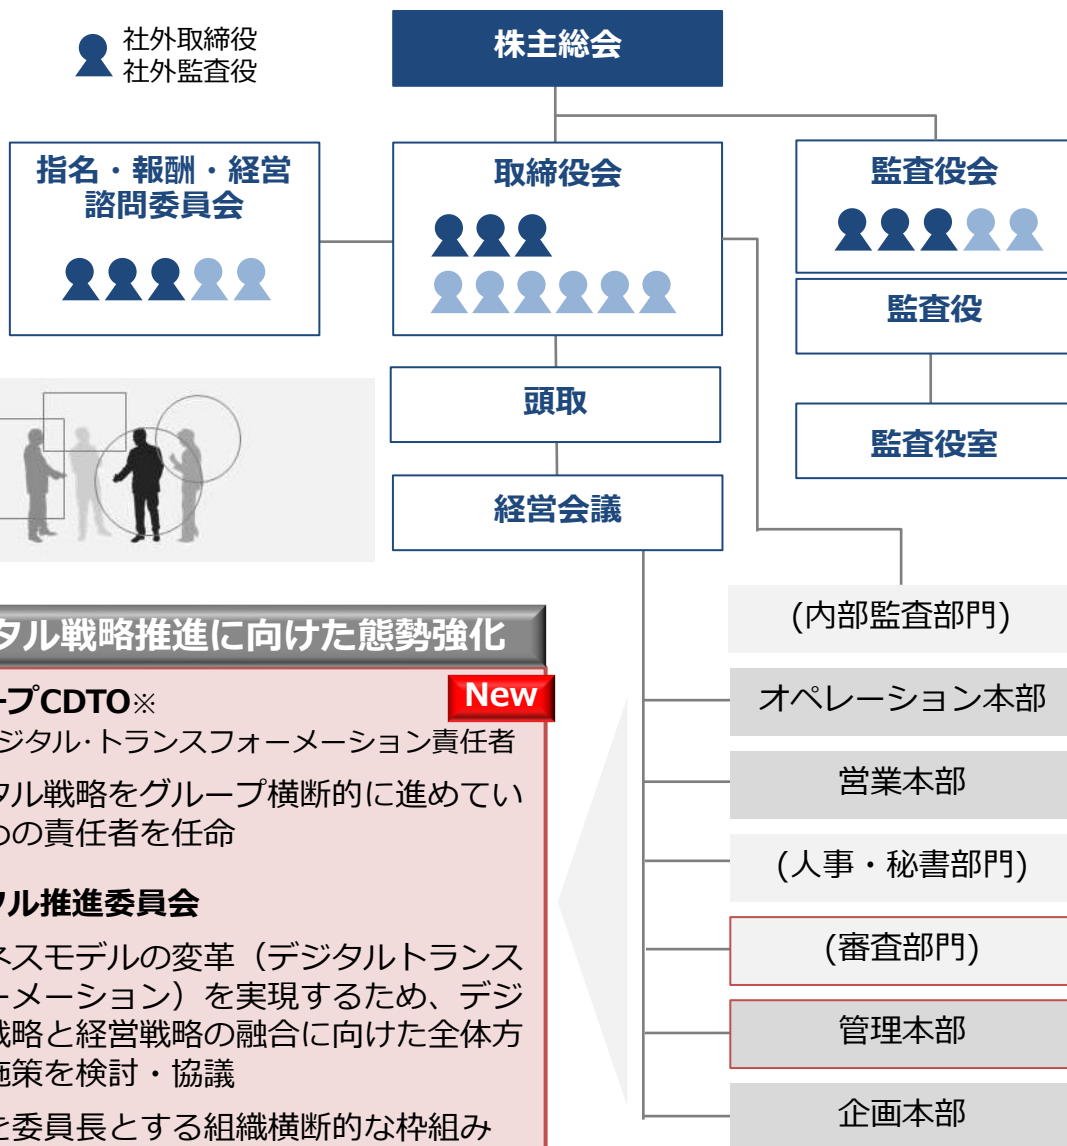 社外取締役
社外監査役
株主総会
指名・報酬・経営
諮問委員会
取締役会
監査役会
監査役
監査役室
頭取
経営会議
タル戦略推進に向けた態勢強化
New
ープCDTO※
ジタル・トランスフォーメーション責任者
タル戦略をグループ横断的に進めてい
めの責任者を任命
タル推進委員会
ネスモデルの変革（デジタルトランス
ーメーション）を実現するため、デジ
戦略と経営戦略の融合に向けた全体方
施策を検討・協議
を委員長とする組織横断的な枠組み
(内部監査部門)
オペレーション本部
営業本部
(人事・秘書部門)
(審査部門)
管理本部
企画本部